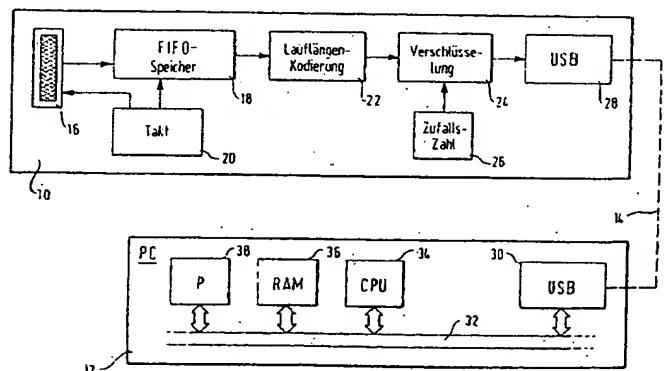 FIFO-
Speicher
18
Lauflängen-
Kodierung
22
Verschlüsse-
lung
24
USB
28
16
Takt
20
Zufalls-
Zahl
26
10
14
PC
38
P
36
RAM
34
CPU
30
USB
32
12